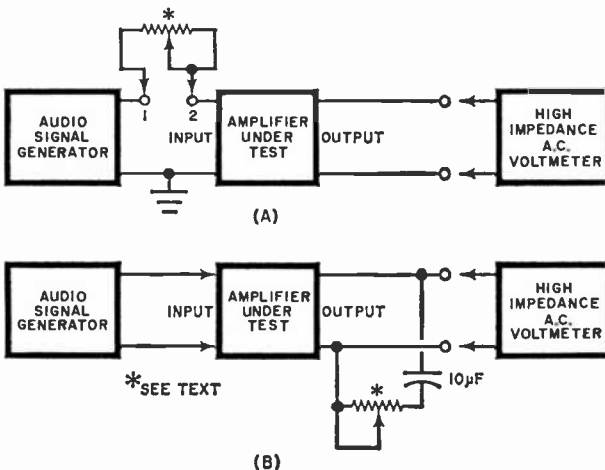 *
1
2
AUDIO
SIGNAL
GENERATOR
INPUT
AMPLIFIER
UNDER
TEST
OUTPUT
HIGH
IMPEDANCE
A.C.
VOLTMETER
(A)
AUDIO
SIGNAL
GENERATOR
INPUT
AMPLIFIER
UNDER
TEST
OUTPUT
HIGH
IMPEDANCE
A.C.
VOLTMETER
*SEE TEXT
*
10µF
(B)